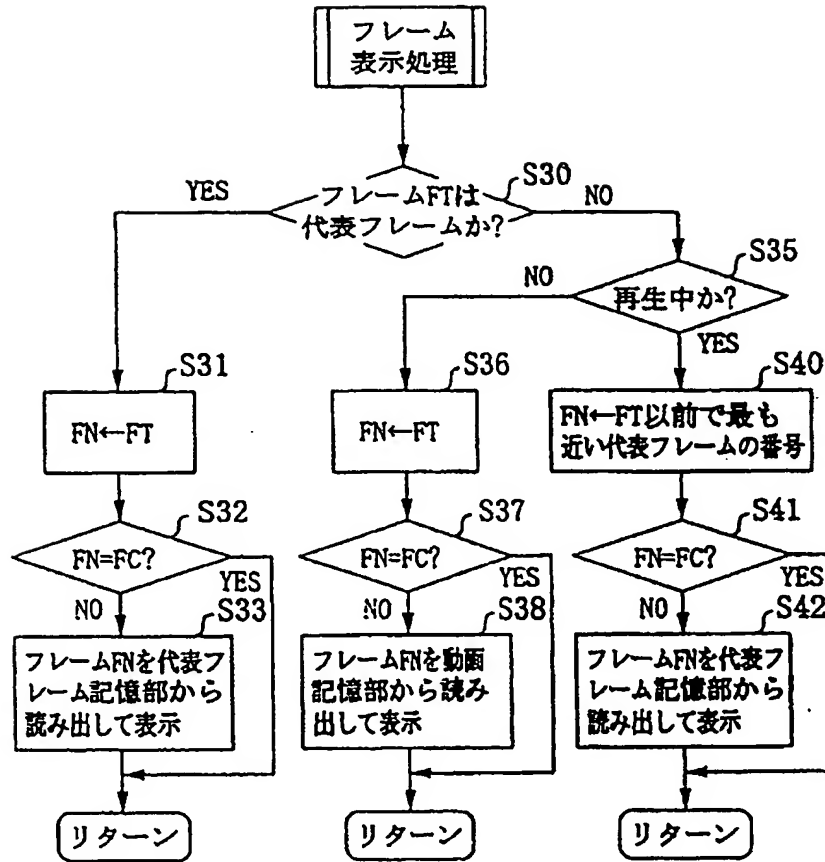 フレーム
表示処理
S30
YES
フレームFTは
代表フレームか?
NO
S35
NO
再生中か?
YES
S31
FN←FT
S36
FN←FT
S40
FN←FT以前で最も
近い代表フレームの番号
S32
FN=FC?
YES
NO
S37
FN=FC?
YES
NO
S41
FN=FC?
YES
NO
S33
フレームFNを代表フ
レーム記憶部から
読み出して表示
S38
フレームFNを動画
記憶部から読み
出して表示
S42
フレームFNを代表フ
レーム記憶部から
読み出して表示
リターン
リターン
リターン